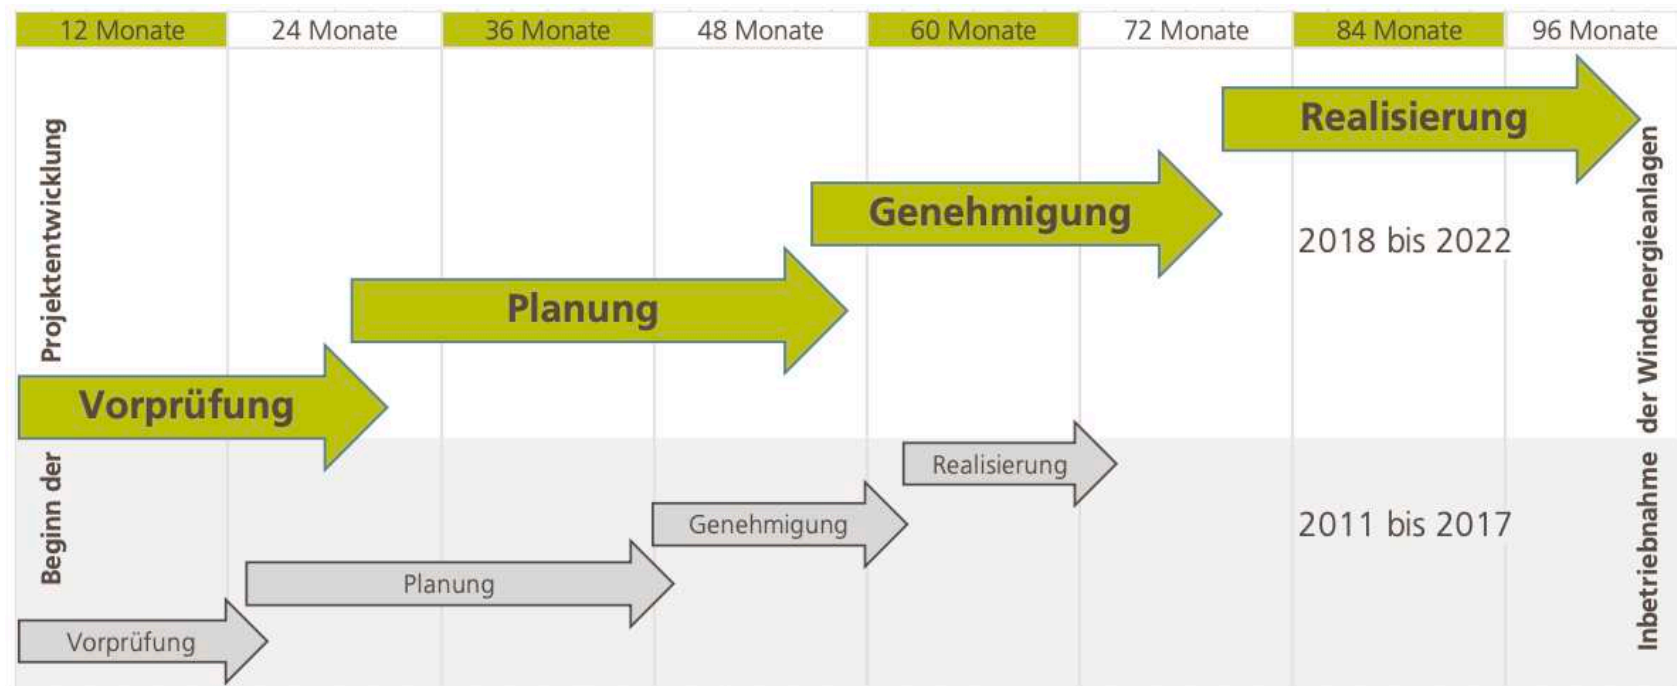 12 Monate 24 Monate 36 Monate 48 Monate 60 Monate 72 Monate 84 Monate 96 Monate
Beginn der Projektentwicklung
Realisierung
Genehmigung
2018 bis 2022
Planung
Vorprüfung
Realisierung
Genehmigung
2011 bis 2017
Planung
Vorprüfung
Inbetriebnahme der Windenergieanlagen